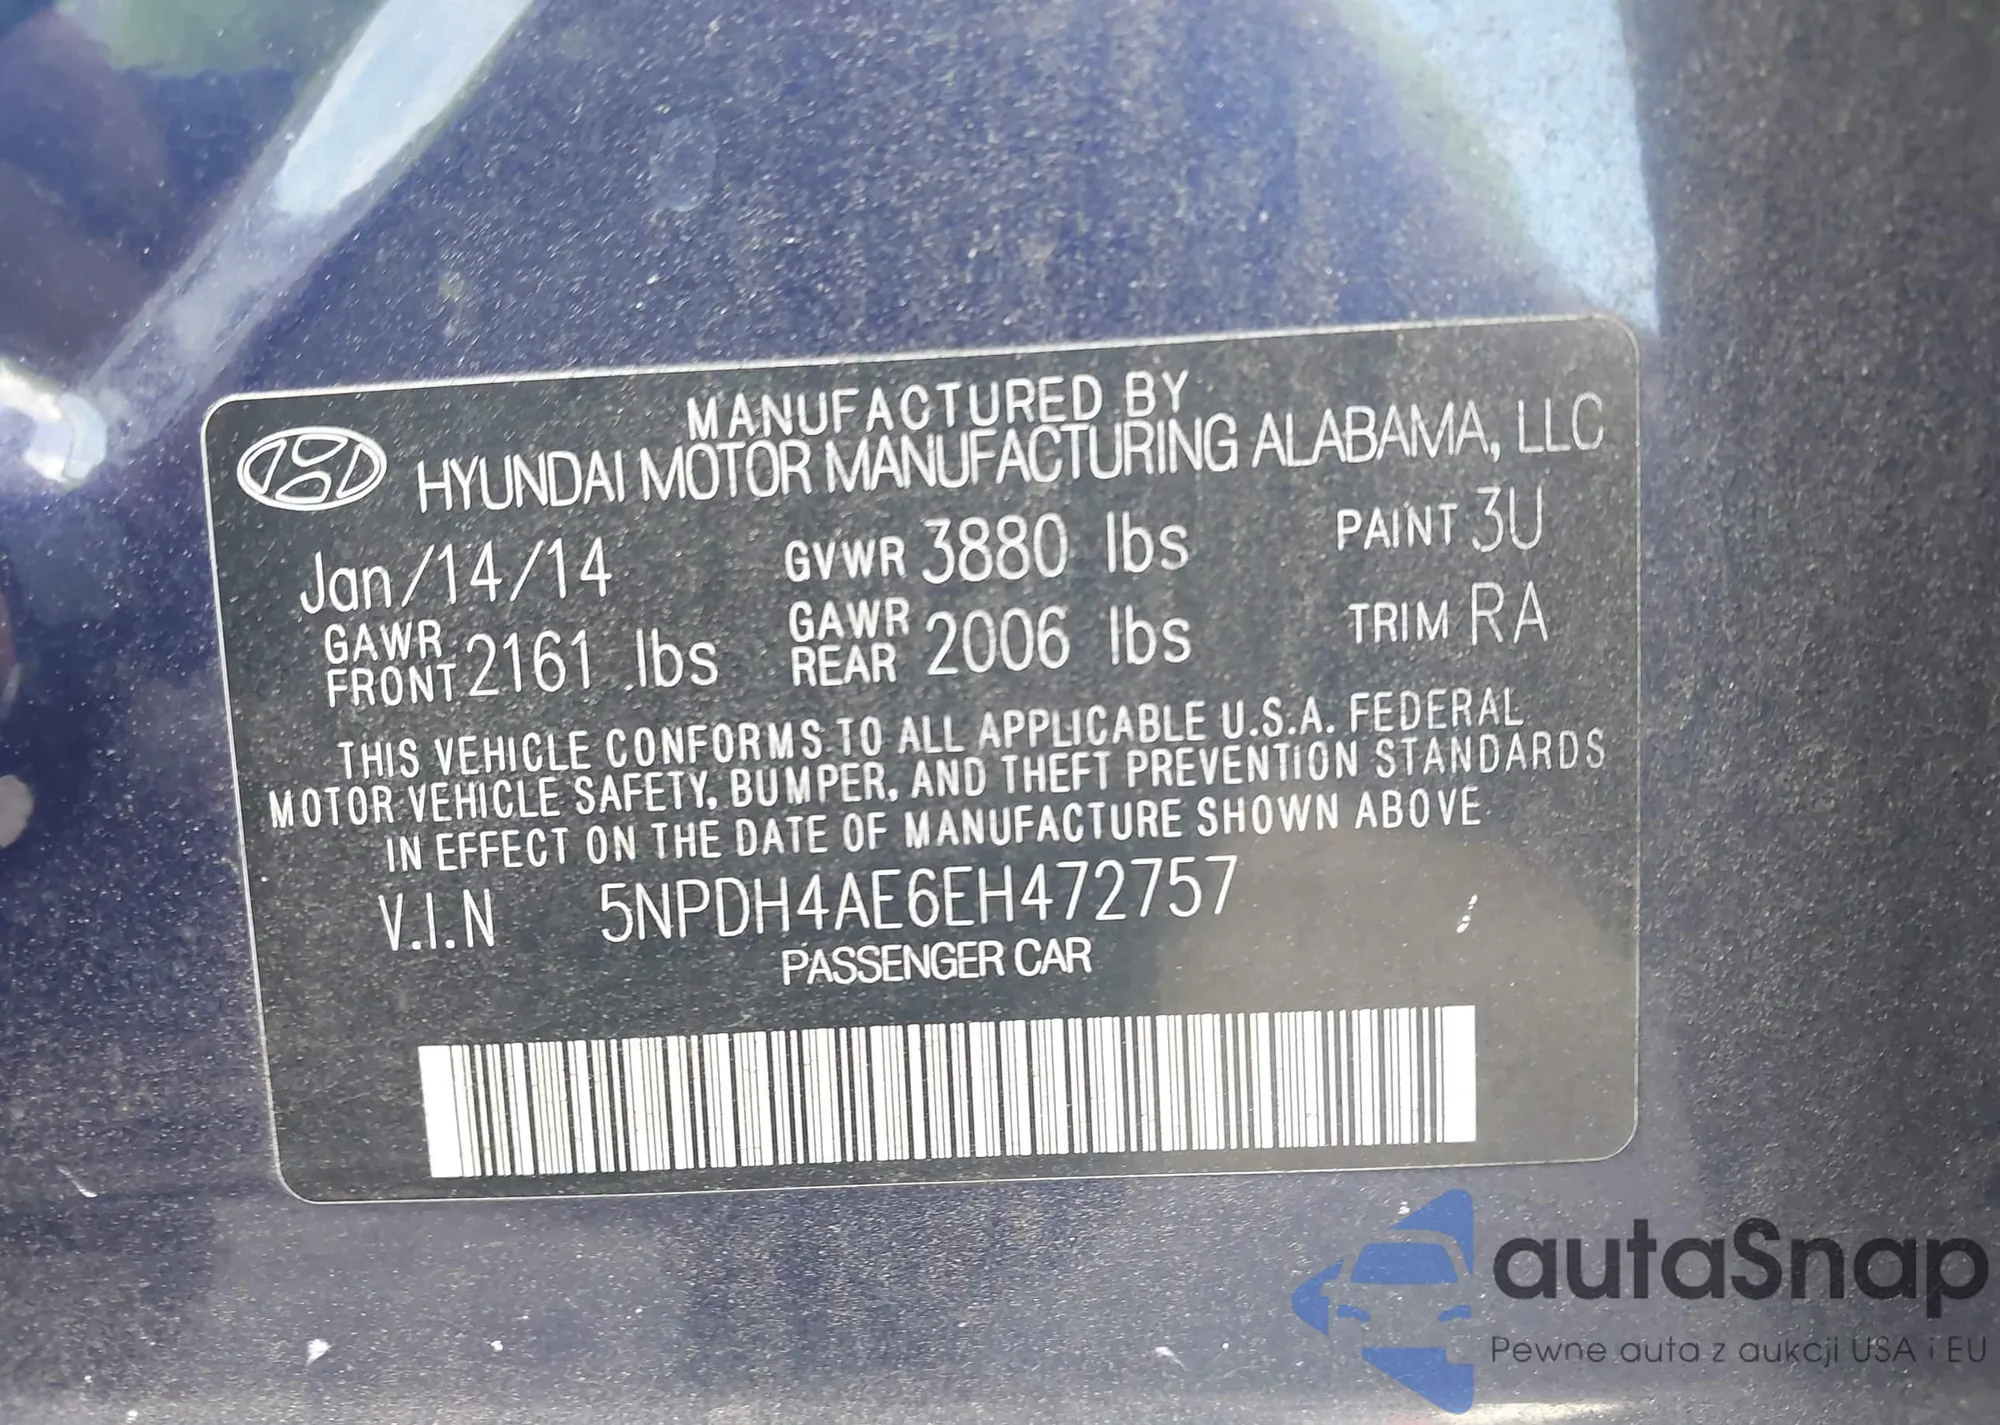 MANUFACTURED BY
HYUNDAI MOTOR MANUFACTURING ALABAMA, LLC
Jan/14/14 GVWR 3880 lbs PAINT 3U
GAWR FRONT 2161 lbs GAWR REAR 2006 lbs TRIM RA
THIS VEHICLE CONFORMS TO ALL APPLICABLE U.S.A. FEDERAL
MOTOR VEHICLE SAFETY, BUMPER, AND THEFT PREVENTION STANDARDS
IN EFFECT ON THE DATE OF MANUFACTURE SHOWN ABOVE
V.I.N 5NPDH4AE6EH472757
PASSENGER CAR
autaSnap
Pewne auta z aukcji USA i EU